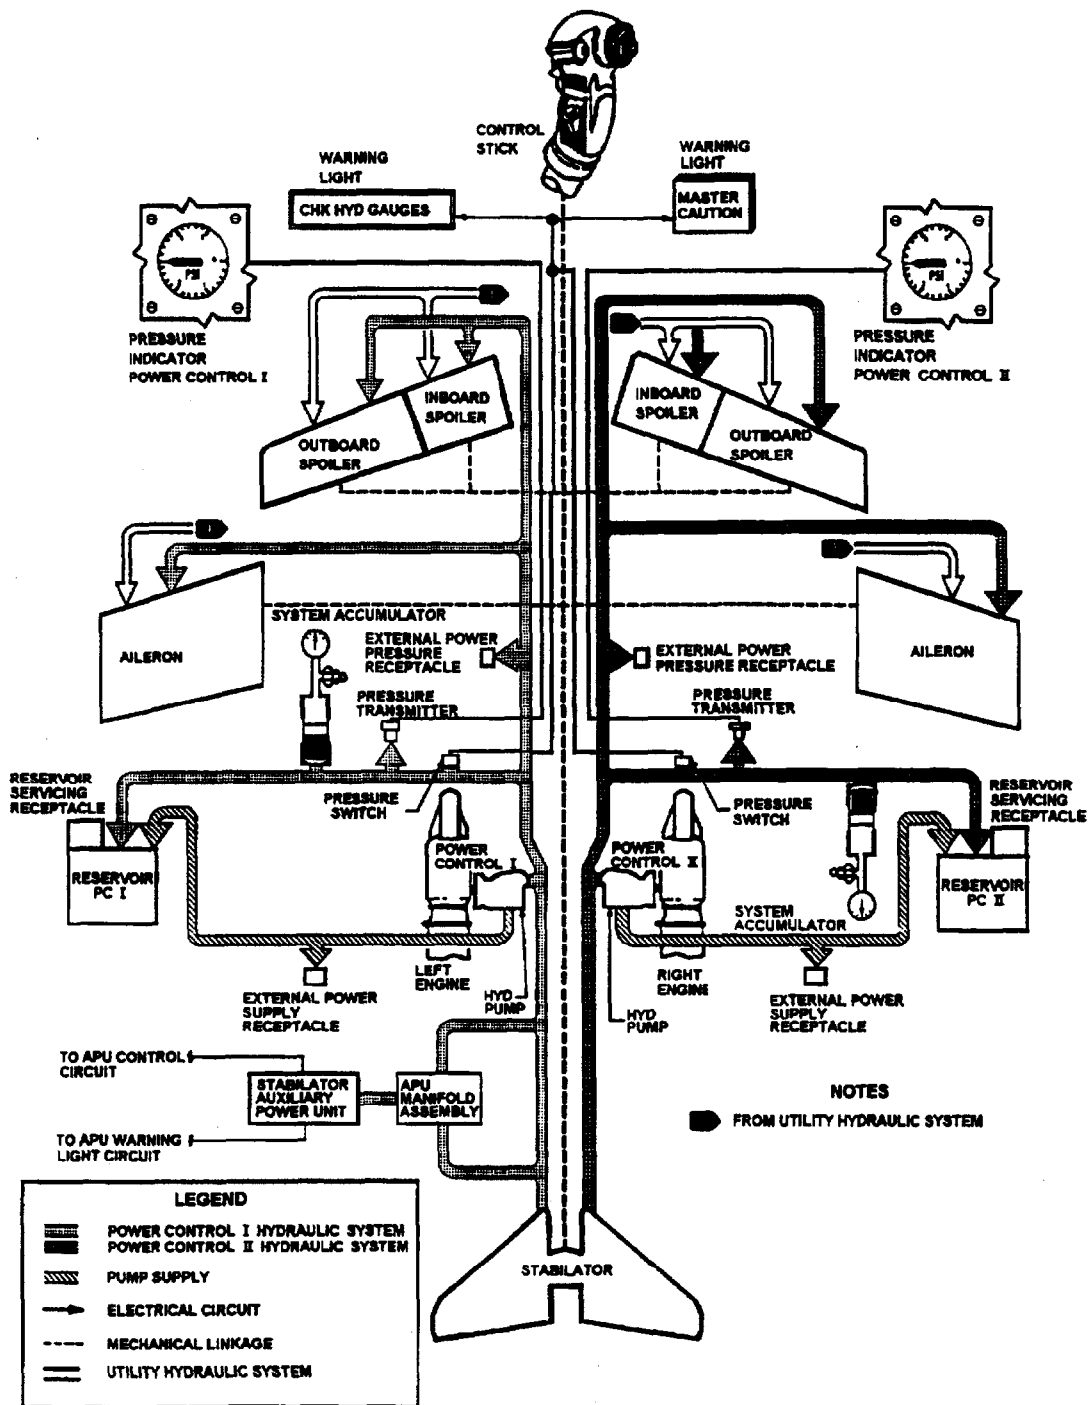 CONTROL
STICK
WARNING
LIGHT
CHK HYD GAUGES
WARNING
LIGHT
MASTER
CAUTION
PSI
PRESSURE
INDICATOR
POWER CONTROL I
PSI
PRESSURE
INDICATOR
POWER CONTROL II
INBOARD
SPOILER
OUTBOARD
SPOILER
INBOARD
SPOILER
OUTBOARD
SPOILER
AILERON
SYSTEM ACCUMULATOR
EXTERNAL POWER
PRESSURE
RECEPTACLE
EXTERNAL POWER
PRESSURE RECEPTACLE
AILERON
PRESSURE
TRANSMITTER
PRESSURE
TRANSMITTER
RESERVOIR
SERVICING
RECEPTACLE
PRESSURE
SWITCH
PRESSURE
SWITCH
RESERVOIR
SERVICING
RECEPTACLE
RESERVOIR
PC I
POWER
CONTROL I
POWER
CONTROL II
RESERVOIR
PC II
SYSTEM
ACCUMULATOR
LEFT
ENGINE
RIGHT
ENGINE
HYD
PUMP
HYD
PUMP
EXTERNAL POWER
SUPPLY
RECEPTACLE
EXTERNAL POWER
SUPPLY
RECEPTACLE
TO APU CONTROL
CIRCUIT
STABILATOR
AUXILIARY
POWER UNIT
APU
MANIFOLD
ASSEMBLY
TO APU WARNING
LIGHT CIRCUIT
NOTES
FROM UTILITY HYDRAULIC SYSTEM
LEGEND
POWER CONTROL I HYDRAULIC SYSTEM
POWER CONTROL II HYDRAULIC SYSTEM
PUMP SUPPLY
ELECTRICAL CIRCUIT
MECHANICAL LINKAGE
UTILITY HYDRAULIC SYSTEM
STABILATOR